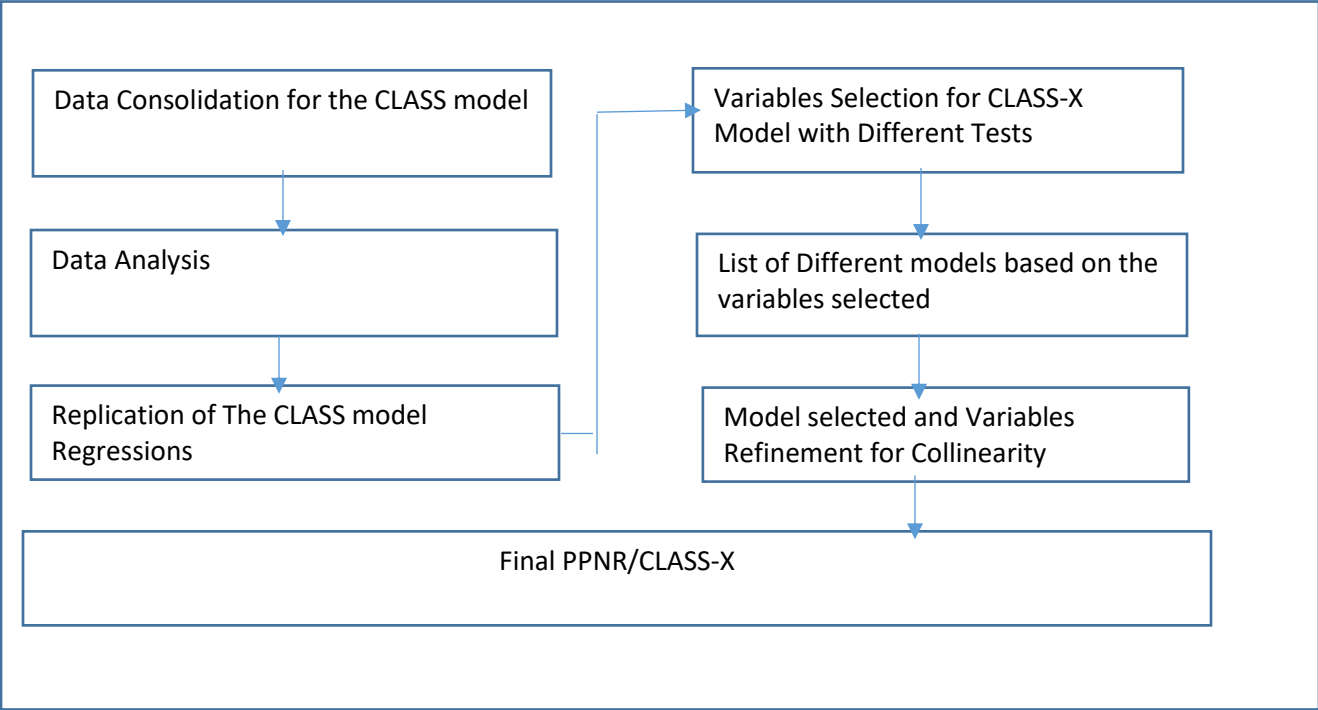 Data Consolidation for the CLASS model
Data Analysis
Replication of The CLASS model
Regressions
Variables Selection for CLASS-X
Model with Different Tests
List of Different models based on the
variables selected
Model selected and Variables
Refinement for Collinearity
Final PPNR/CLASS-X